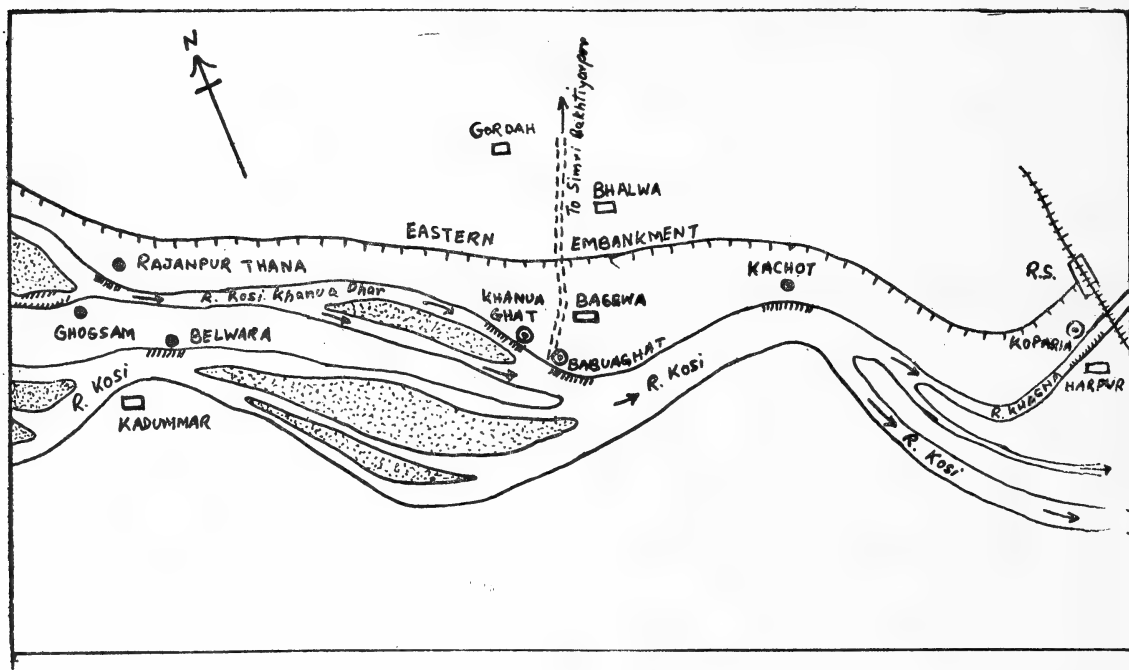 N
To Simri Bakhtiyarpur
GORDAH
BHALWA
EASTERN EMBANKMENT
RAJANPUR THANA
KACHOT
R.S.
R. Kosi Khanua Dhar
KHANUA
GHAT
BAGEWA
GHOGSAM
BELWARA
KOPARIA
BABUAGHAT
R. KOSI
HARPUR
R. KOSI
KADUMMAR
R. KHAGNA
R. KOSI